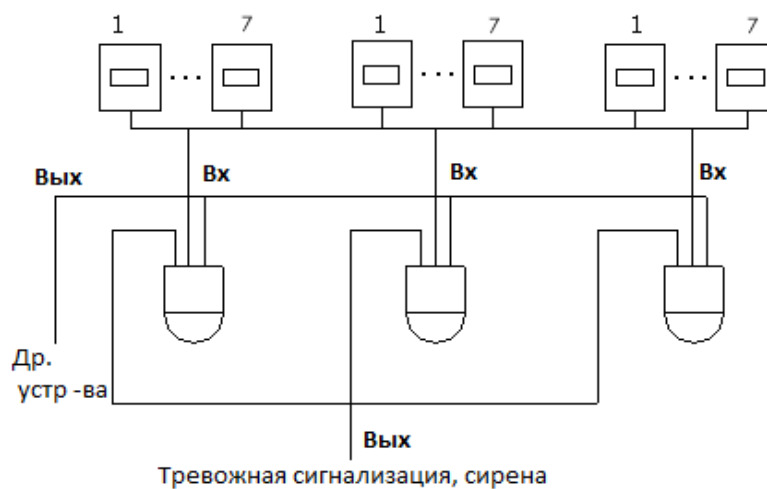 1 7 1 7 1 7
Вых Вх Вх Вх
Др.
устр -ва
Вых
Тревожная сигнализация, сирена